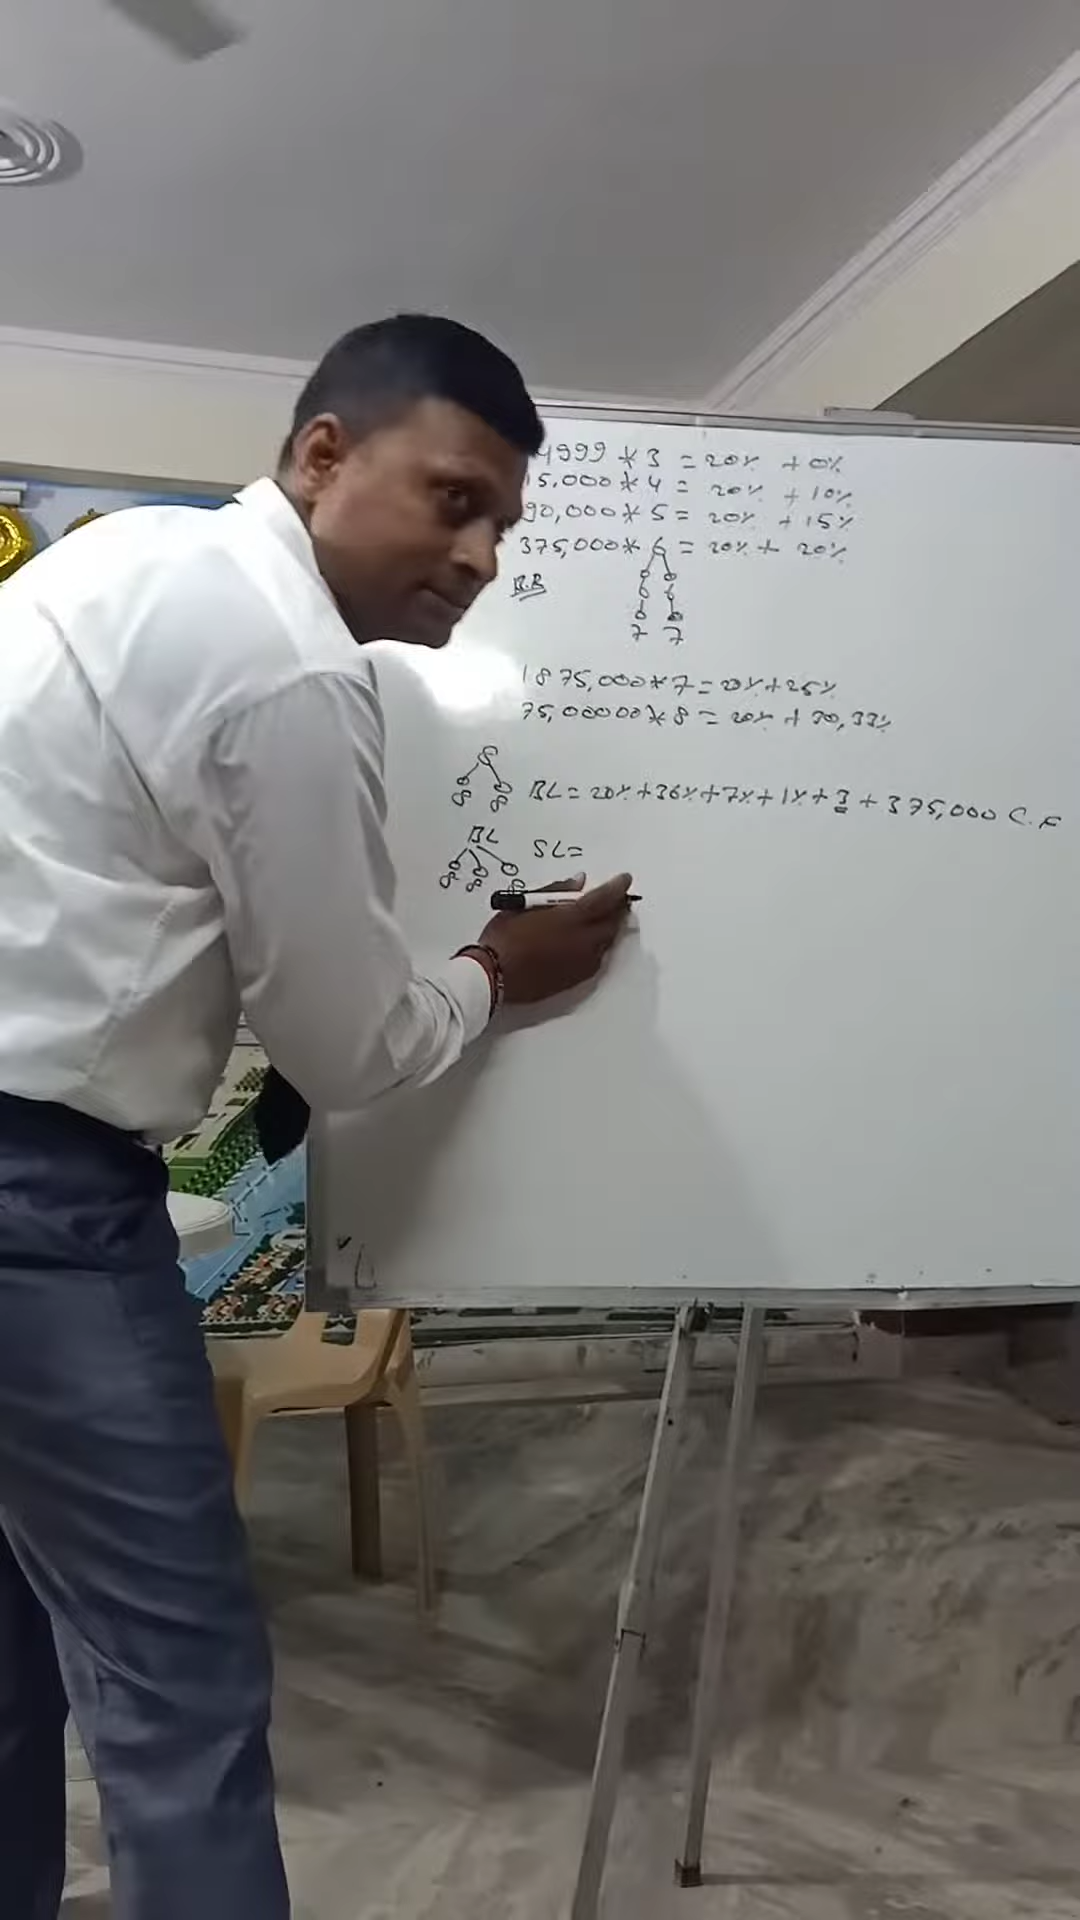 4999 * 3 = 20% + 0%
15,000 * 4 = 20% + 10%
90,000 * 5 = 20% + 15%
375,000 * 6 = 20% + 20%
B.B
7 7
1875,000 * 7 = 20% + 25%
75,00000 * 8 = 20% + 30,33%
BL = 20% + 36% + 7% + 1% + 3 + 375,000 C.F
BL
SL =